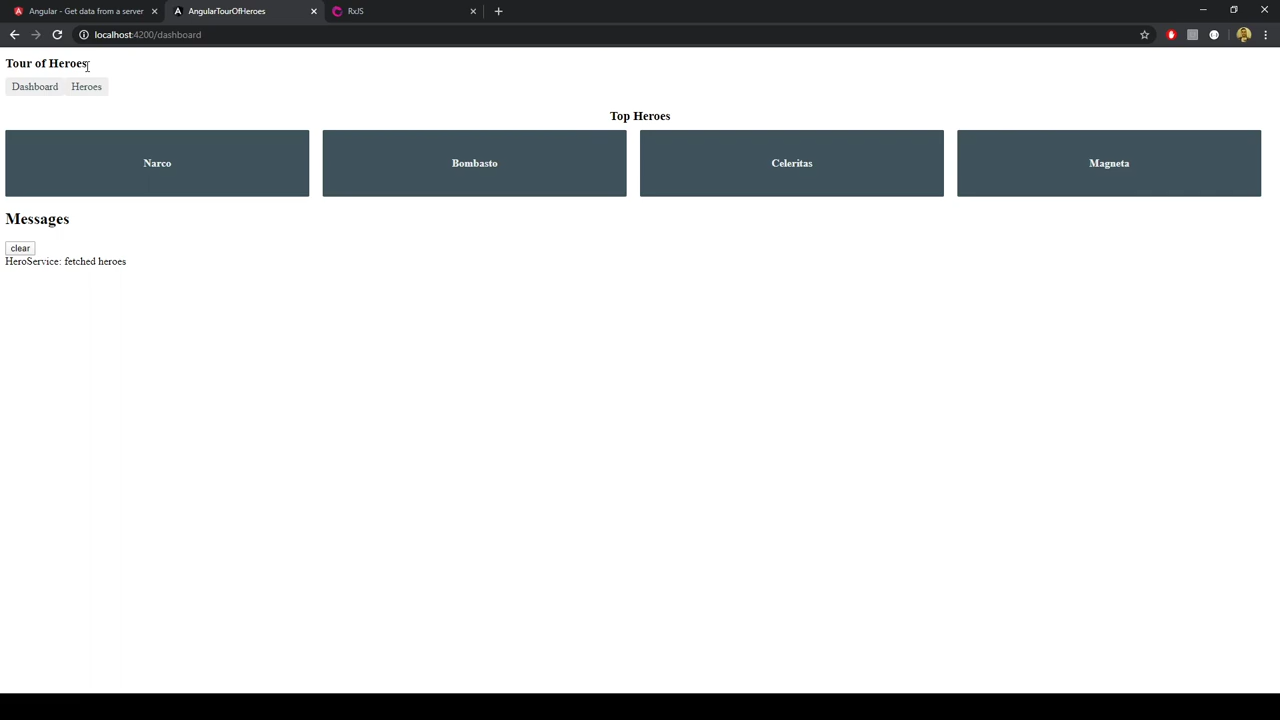 Angular - Get data from a server
AngularTourOfHeroes
RxJS
localhost:4200/dashboard
Tour of Heroes
Dashboard Heroes
Top Heroes
Narco Bombasto Celeritas Magneta
Messages
clear
HeroService: fetched heroes